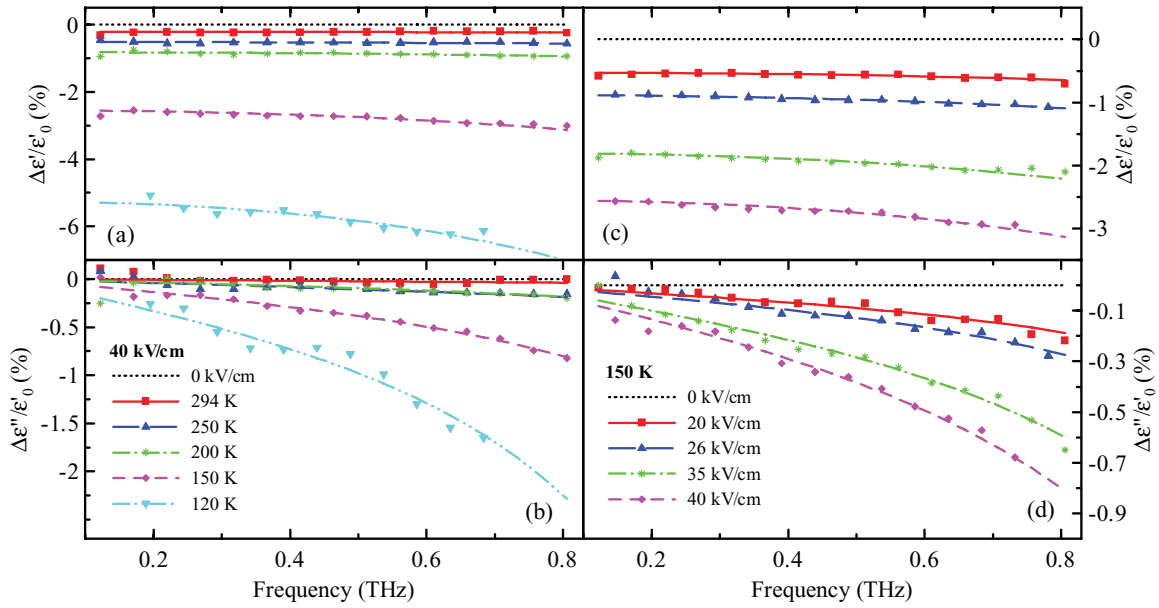 0
-2
-4
-6
Δε'/ε'₀ (%)
(a)
0
-1
-2
-3
Δε'/ε'₀ (%)
(c)
0
-0.5
-1
-1.5
-2
Δε''/ε'₀ (%)
40 kV/cm
0 kV/cm
294 K
250 K
200 K
150 K
120 K
(b)
0.2
0.4
0.6
0.8
Frequency (THz)
150 K
0 kV/cm
20 kV/cm
26 kV/cm
35 kV/cm
40 kV/cm
(d)
0
-0.1
-0.3
-0.5
-0.7
-0.9
Δε''/ε'₀ (%)
0.2
0.4
0.6
0.8
Frequency (THz)